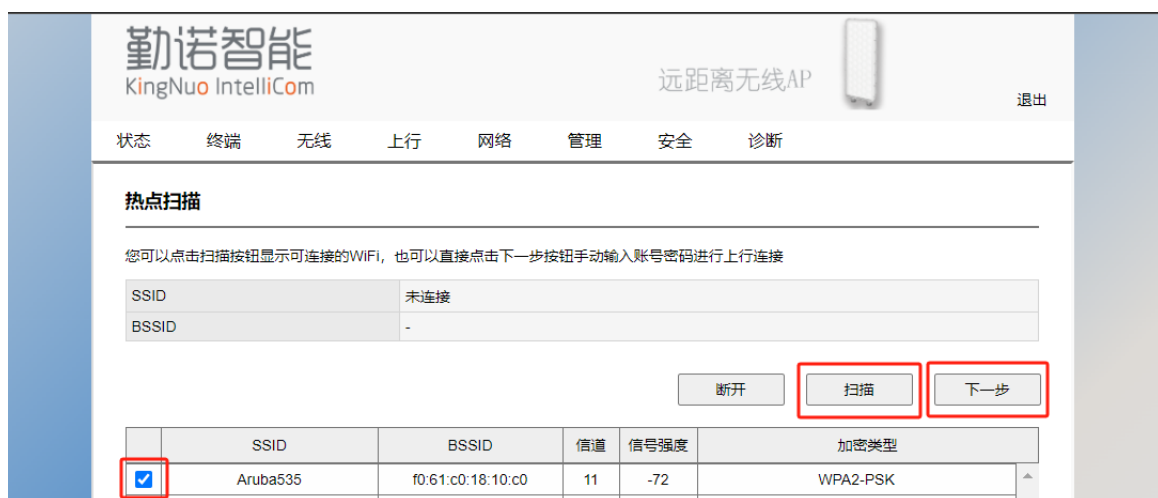 勤诺智能
KingNuo IntelliCom
远距离无线AP
退出
状态 终端 无线 上行 网络 管理 安全 诊断
热点扫描
您可以点击扫描按钮显示可连接的WiFi，也可以直接点击下一步按钮手动输入账号密码进行上行连接
SSID 未连接
BSSID -
断开 扫描 下一步
SSID BSSID 信道 信号强度 加密类型
Aruba535 f0:61:c0:18:10:c0 11 -72 WPA2-PSK